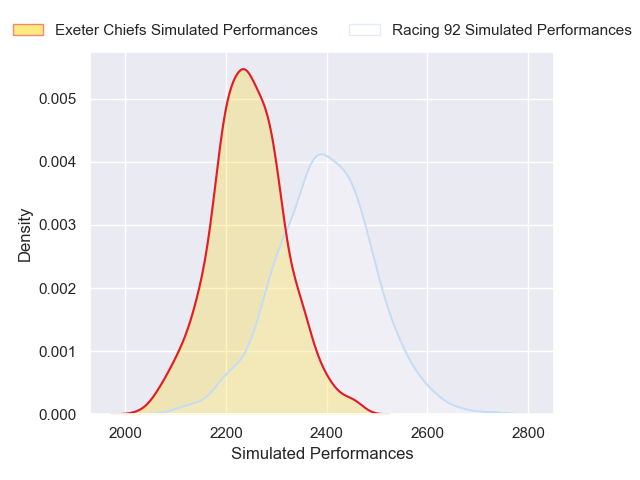 Exeter Chiefs Simulated Performances Racing 92 Simulated Performances
0.005
0.004
0.003
0.002
0.001
0.000
Density
2000 2200 2400 2600 2800
Simulated Performances